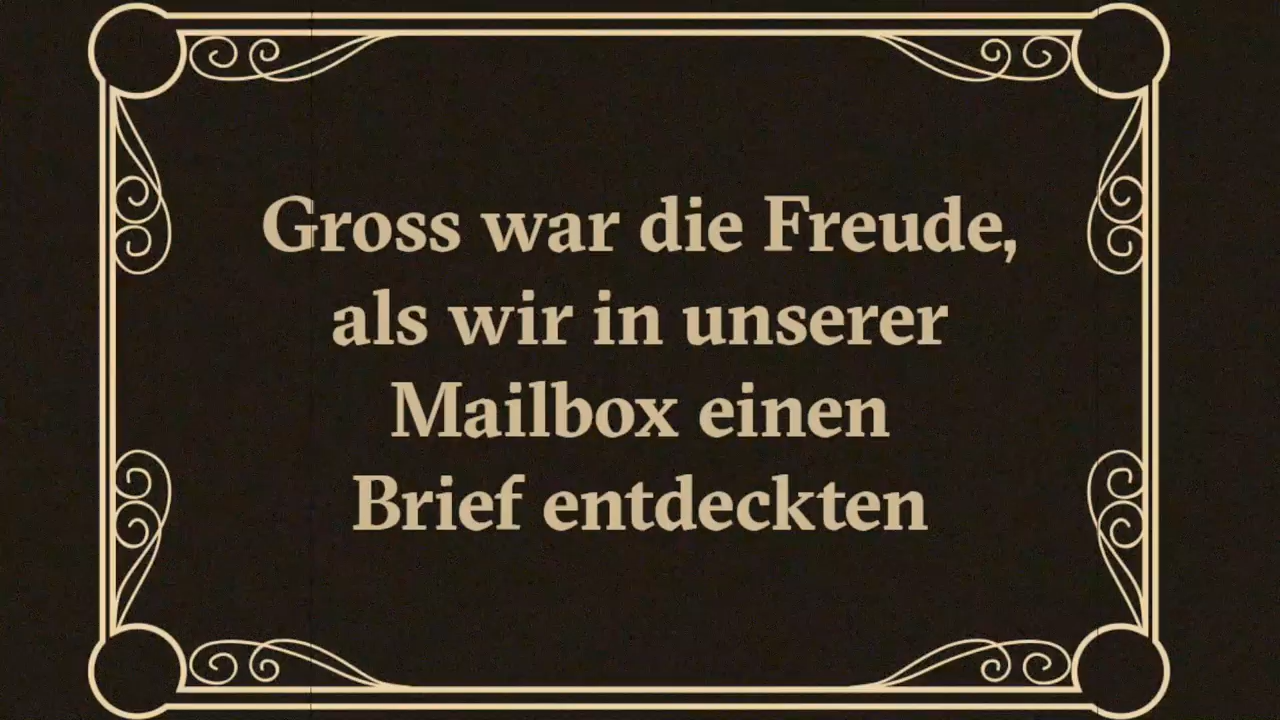 Gross war die Freude,
als wir in unserer
Mailbox einen
Brief entdeckten